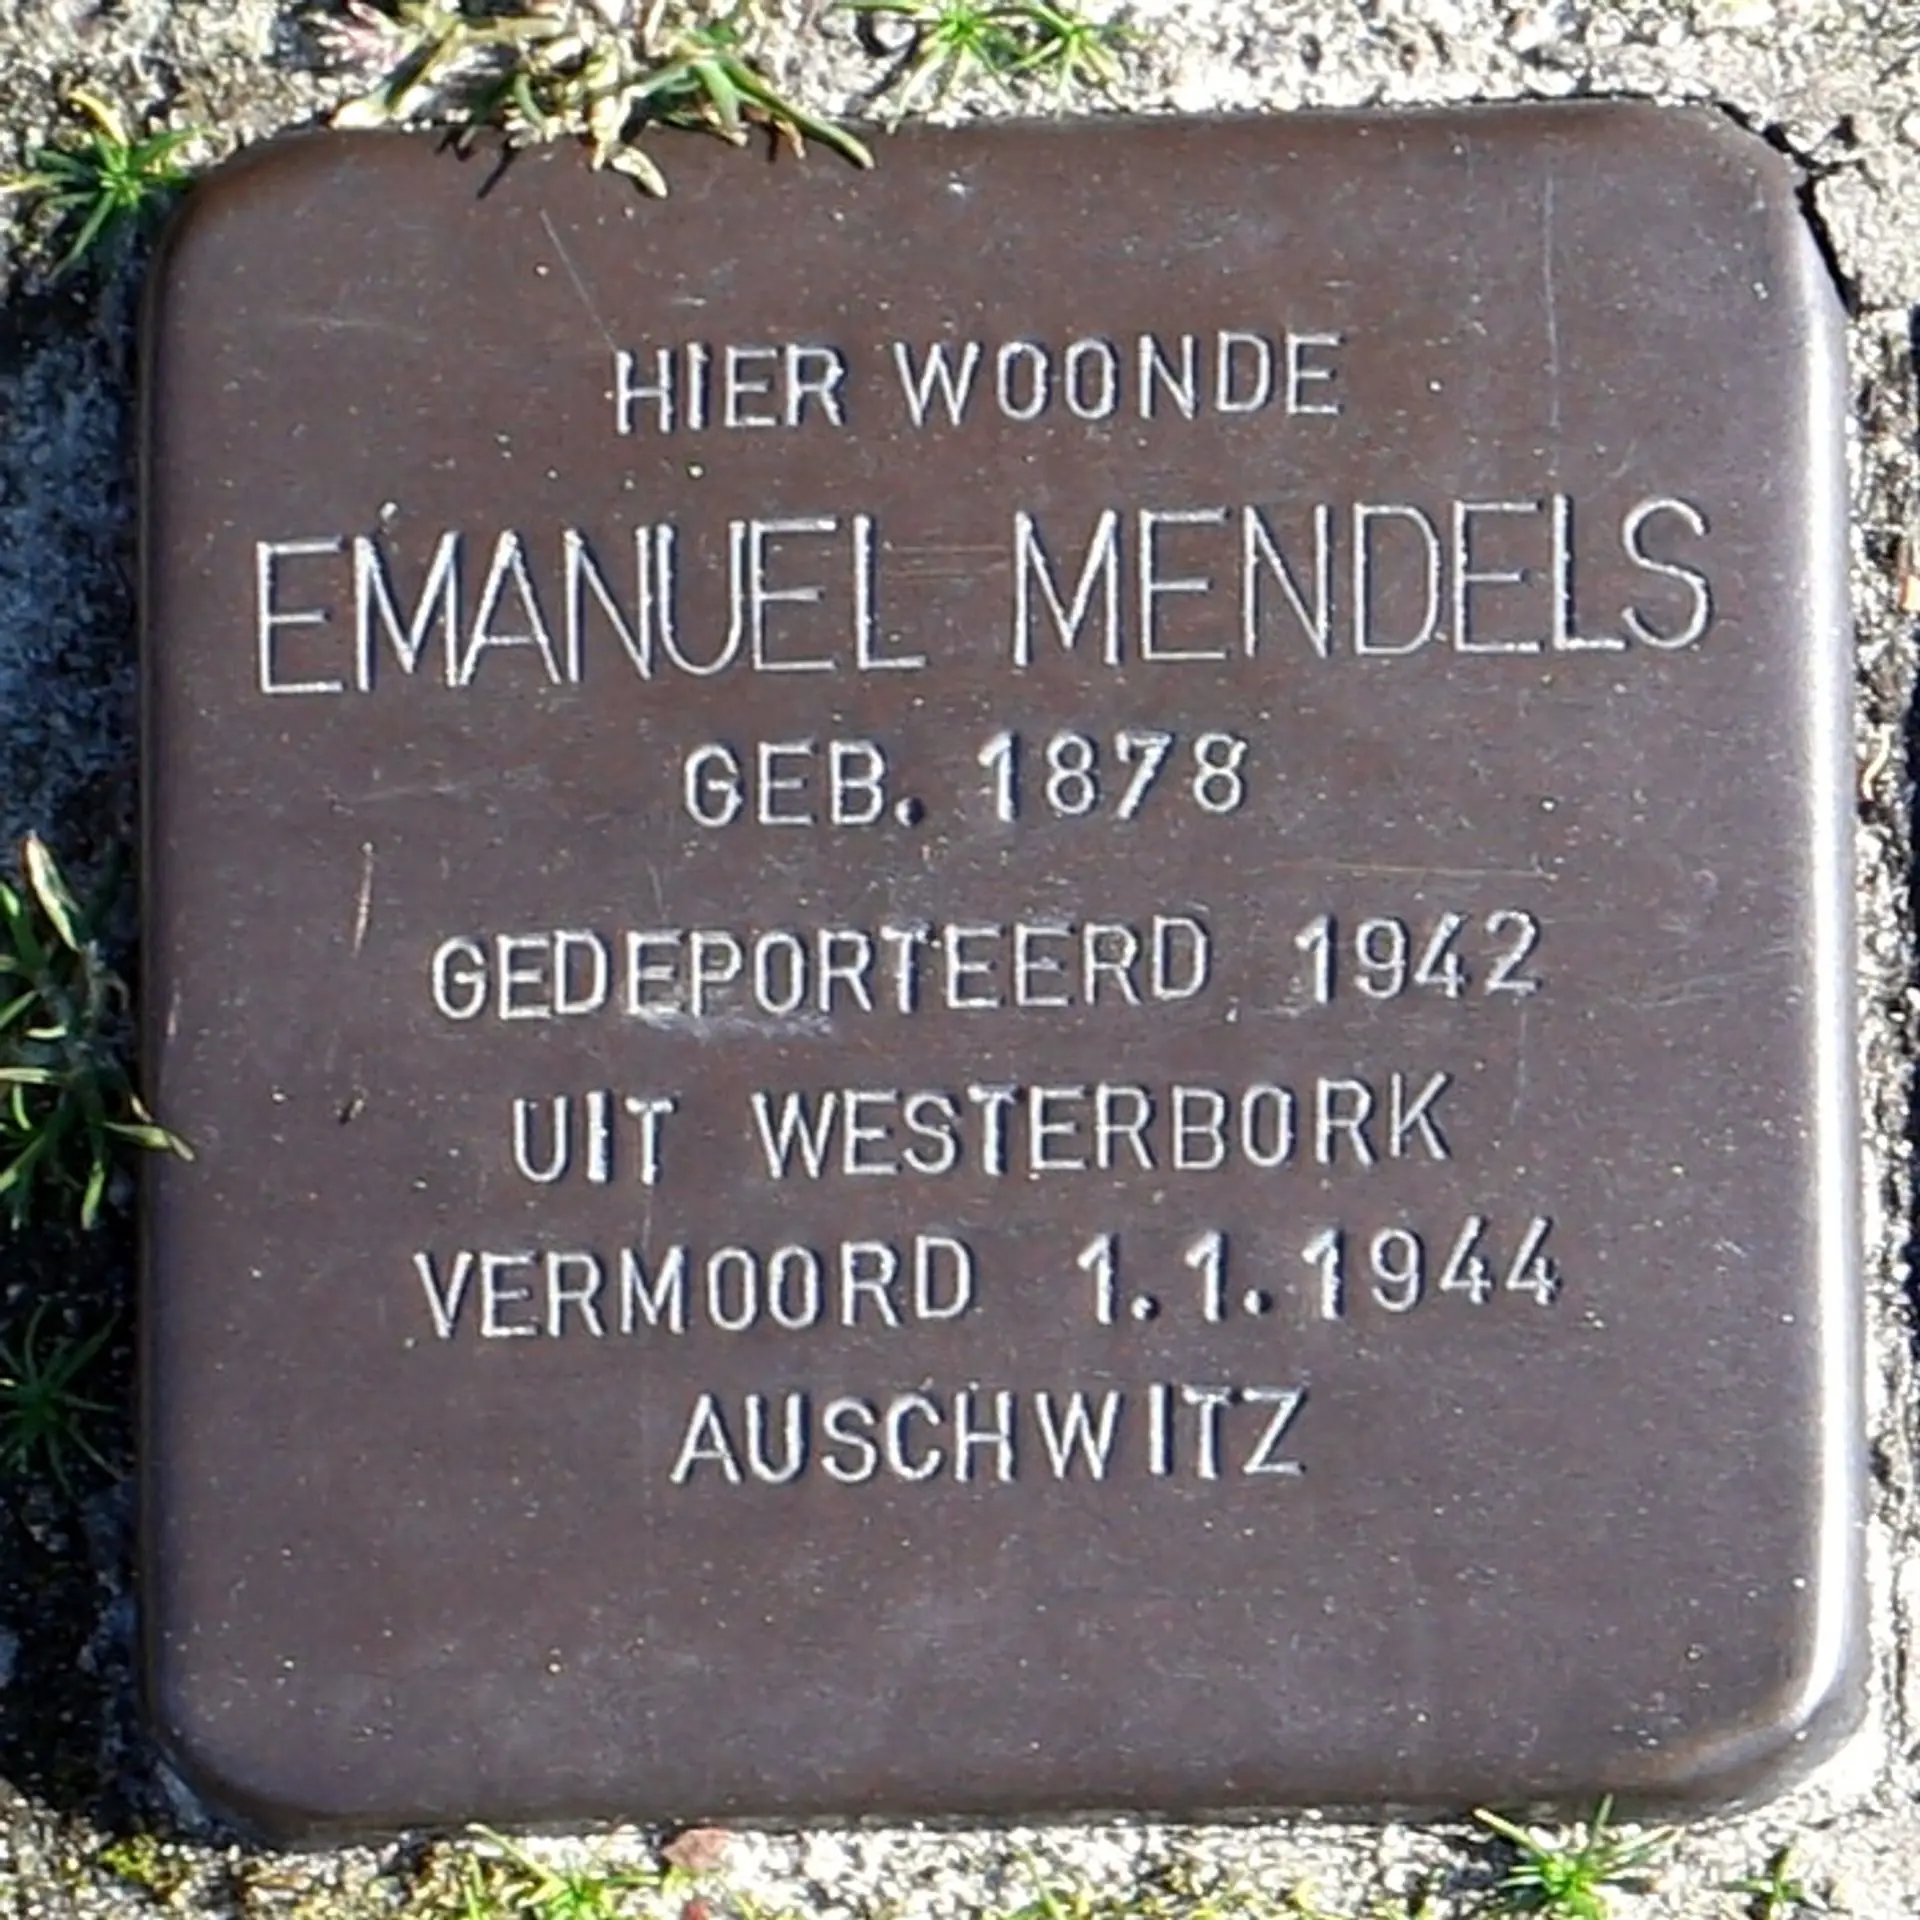 HIER WOONDE
EMANUEL MENDELS
GEB. 1878
GEDEPORTEERD 1942
UIT WESTERBORK
VERMOORD 1.1.1944
AUSCHWITZ